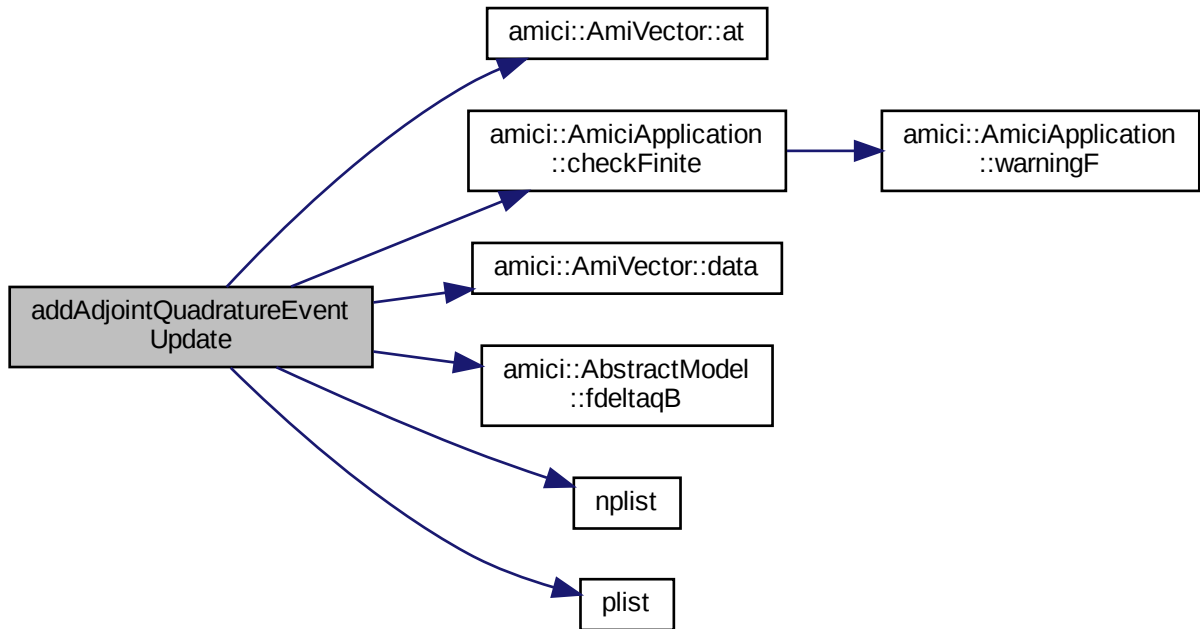 amici::AmiVector::at
amici::AmiciApplication
::checkFinite
amici::AmiciApplication
::warningF
amici::AmiVector::data
addAdjointQuadratureEvent
Update
amici::AbstractModel
::fdeltaqB
nplist
plist